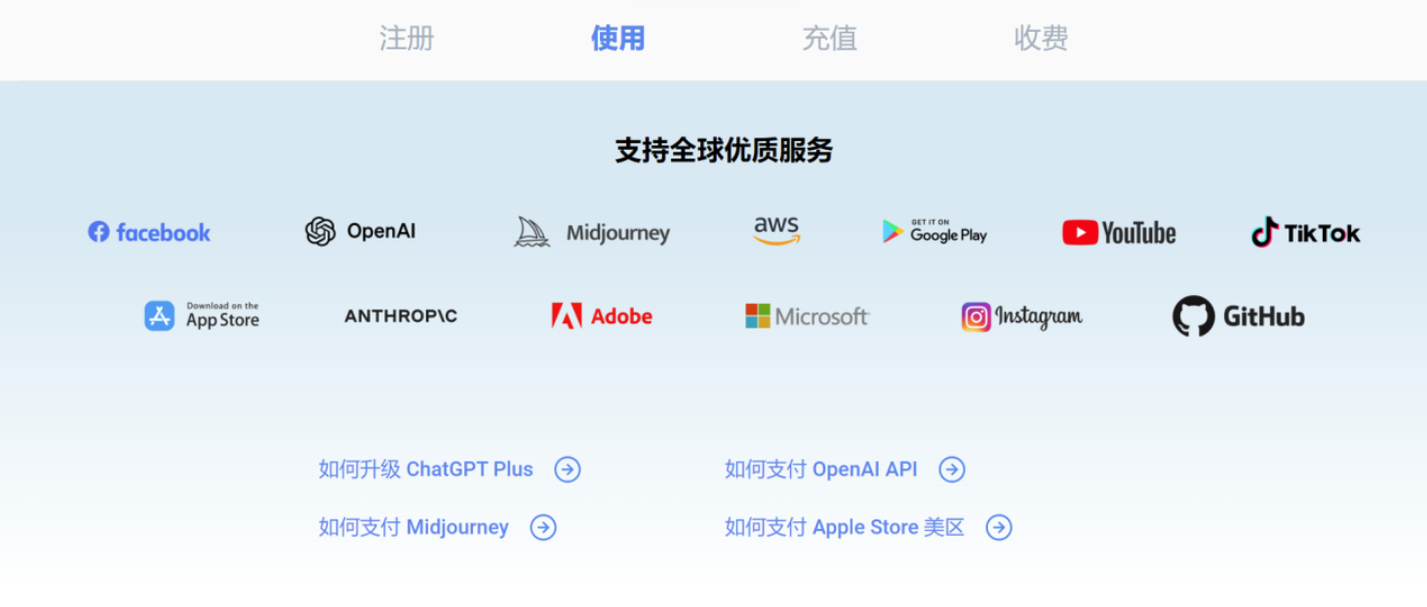 注册 使用 充值 收费
支持全球优质服务
facebook OpenAI Midjourney aws GET IT ON Google Play YouTube TikTok
Download on the App Store ANTHROP\C Adobe Microsoft Instagram GitHub
如何升级 ChatGPT Plus 如何支付 OpenAI API
如何支付 Midjourney 如何支付 Apple Store 美区